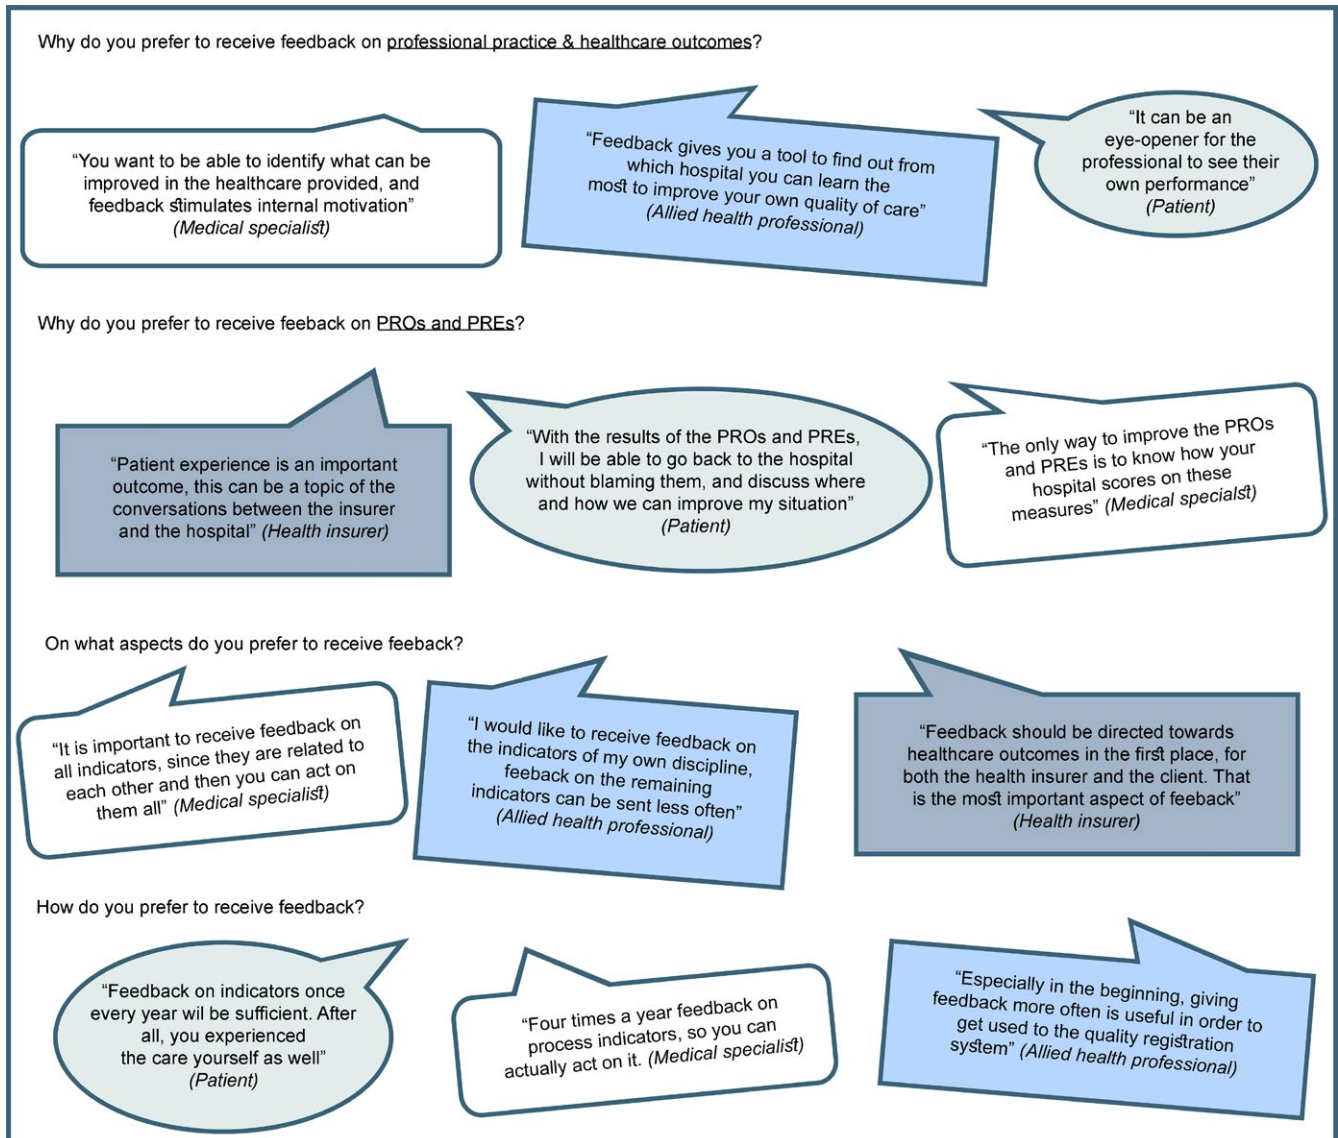 Why do you prefer to receive feedback on professional practice & healthcare outcomes?
“You want to be able to identify what can be
improved in the healthcare provided, and
feedback stimulates internal motivation”
(Medical specialist)
“Feedback gives you a tool to find out from
which hospital you can learn the
most to improve your own quality of care”
(Allied health professional)
“It can be an
eye-opener for the
professional to see their
own performance”
(Patient)
Why do you prefer to receive feeback on PROs and PREs?
“Patient experience is an important
outcome, this can be a topic of the
conversations between the insurer
and the hospital” (Health insurer)
“With the results of the PROs and PREs,
I will be able to go back to the hospital
without blaming them, and discuss where
and how we can improve my situation”
(Patient)
“The only way to improve the PROs
and PREs is to know how your
hospital scores on these
measures” (Medical specialst)
On what aspects do you prefer to receive feeback?
“It is important to receive feedback on
all indicators, since they are related to
each other and then you can act on
them all” (Medical specialist)
“I would like to receive feedback on
the indicators of my own discipline,
feeback on the remaining
indicators can be sent less often”
(Allied health professional)
“Feedback should be directed towards
healthcare outcomes in the first place, for
both the health insurer and the client. That
is the most important aspect of feeback”
(Health insurer)
How do you prefer to receive feedback?
“Feedback on indicators once
every year wil be sufficient. After
all, you experienced
the care yourself as well”
(Patient)
“Four times a year feedback on
process indicators, so you can
actually act on it. (Medical specialist)
“Especially in the beginning, giving
feedback more often is useful in order to
get used to the quality registration
system” (Allied health professional)